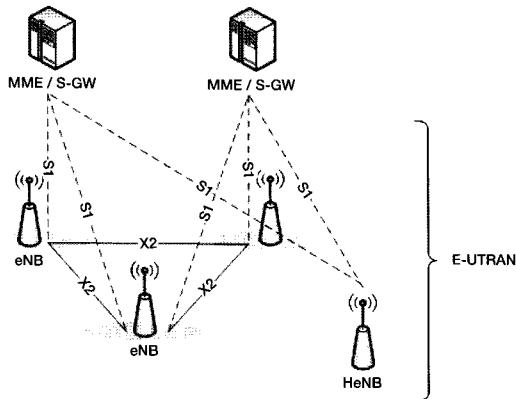 MME / S-GW
MME / S-GW
S1
S1
S1
S1
S1
S1
eNB
X2
X2
X2
eNB
E-UTRAN
HeNB